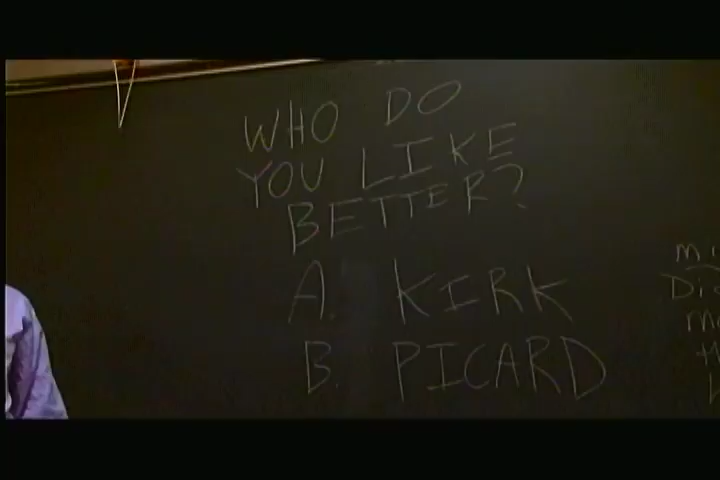 WHO DO
YOU LIKE
BETTER?
A. KIRK
B. PICARD